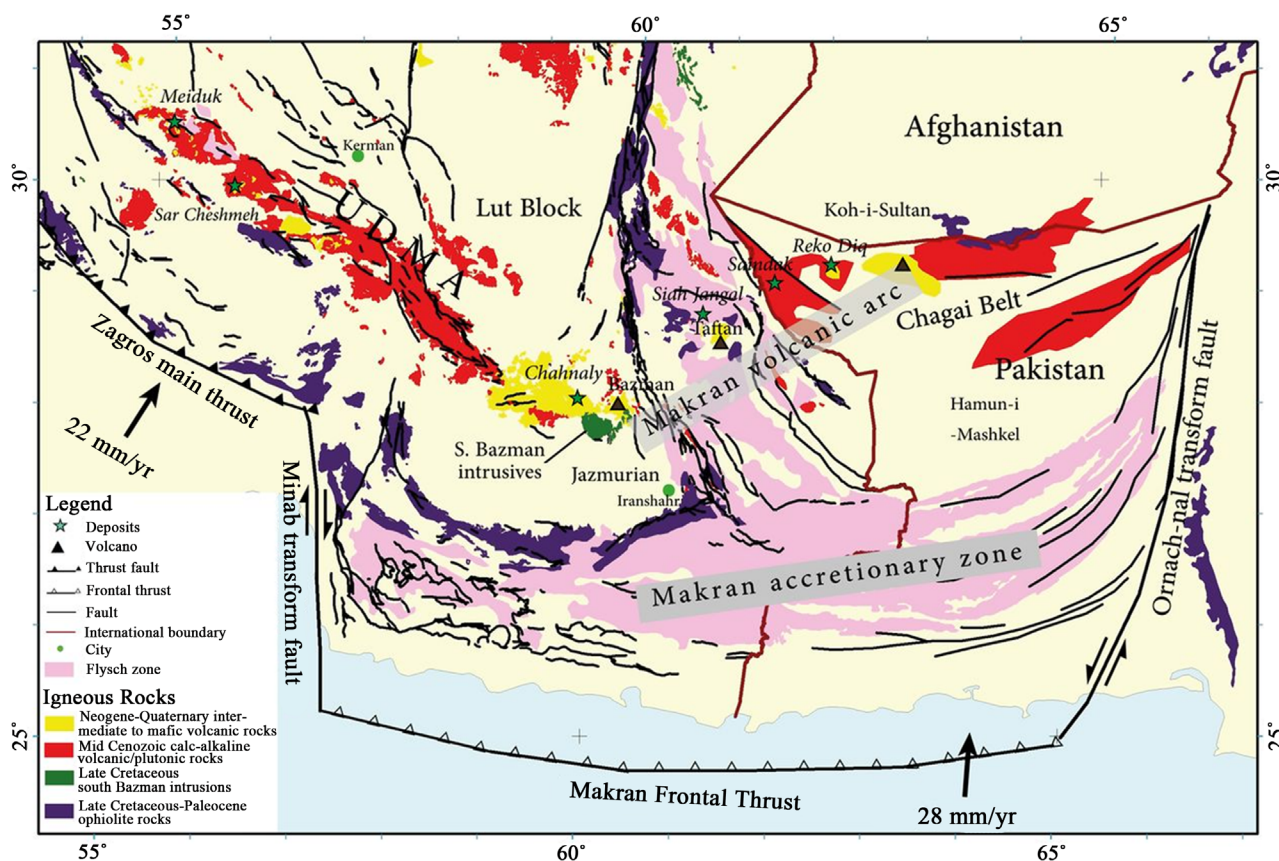 55°
60°
65°
30°
Meiduk
Kerman
Afghanistan
30°
Lut Block
Koh-i-Sultan
Sar Cheshmeh
UDMA
Reko Diq
Saindak
Siah Jangal
Taftan
Makran volcanic arc
Chagai Belt
Zagros main thrust
Chahnaly
Bazman
Pakistan
Hamun-i
-Mashkel
22 mm/yr
S. Bazman
intrusives
Jazmurian
Iranshahr
Minab transform fault
Ornach-nal transform fault
Makran accretionary zone
Legend
Deposits
Volcano
Thrust fault
Frontal thrust
Fault
International boundary
City
Flysch zone
Igneous Rocks
Neogene-Quaternary inter-
mediate to mafic volcanic rocks
Mid Cenozoic calc-alkaline
volcanic/plutonic rocks
Late Cretaceous
south Bazman intrusions
Late Cretaceous-Paleocene
ophiolite rocks
25°
25°
Makran Frontal Thrust
28 mm/yr
55°
60°
65°